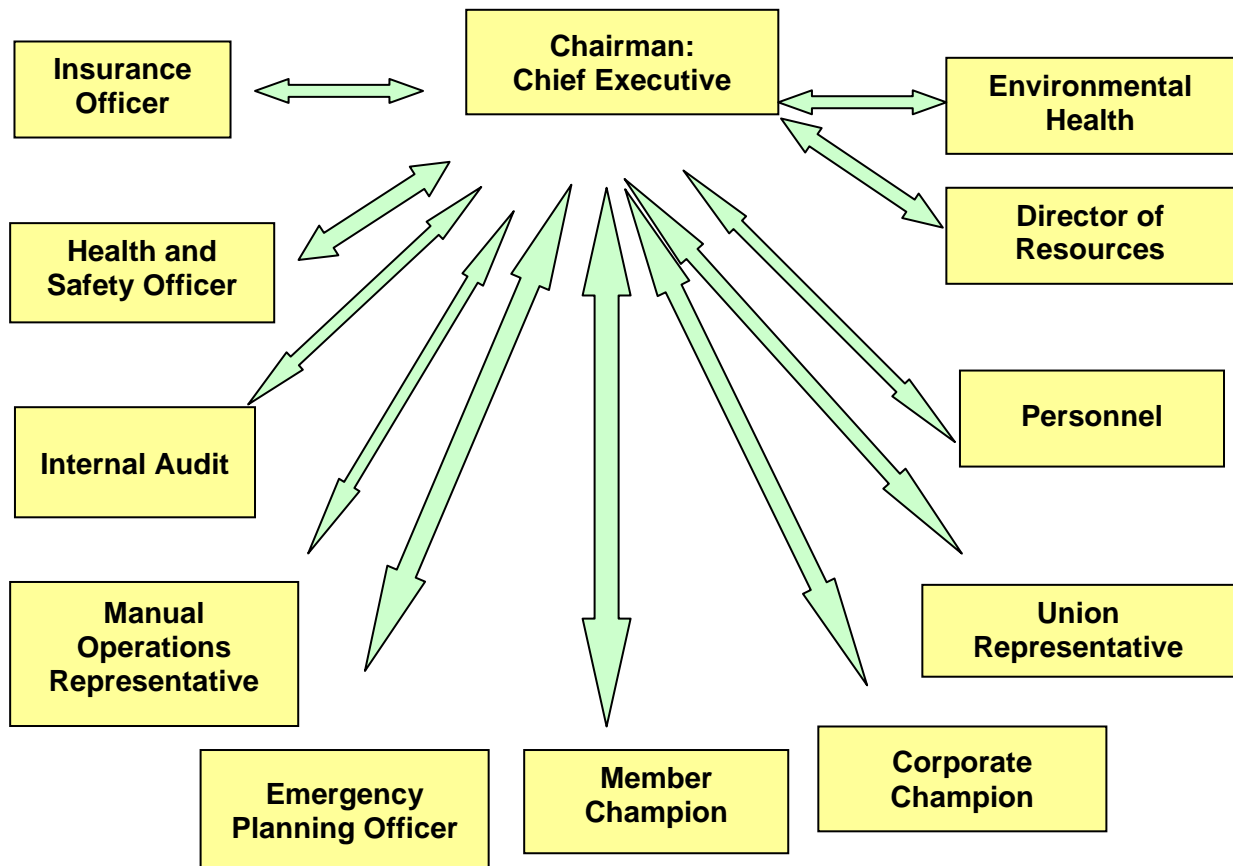 Chairman:
Chief Executive
Insurance
Officer
Environmental
Health
Health and
Safety Officer
Director of
Resources
Internal Audit
Personnel
Manual
Operations
Representative
Union
Representative
Emergency
Planning Officer
Member
Champion
Corporate
Champion